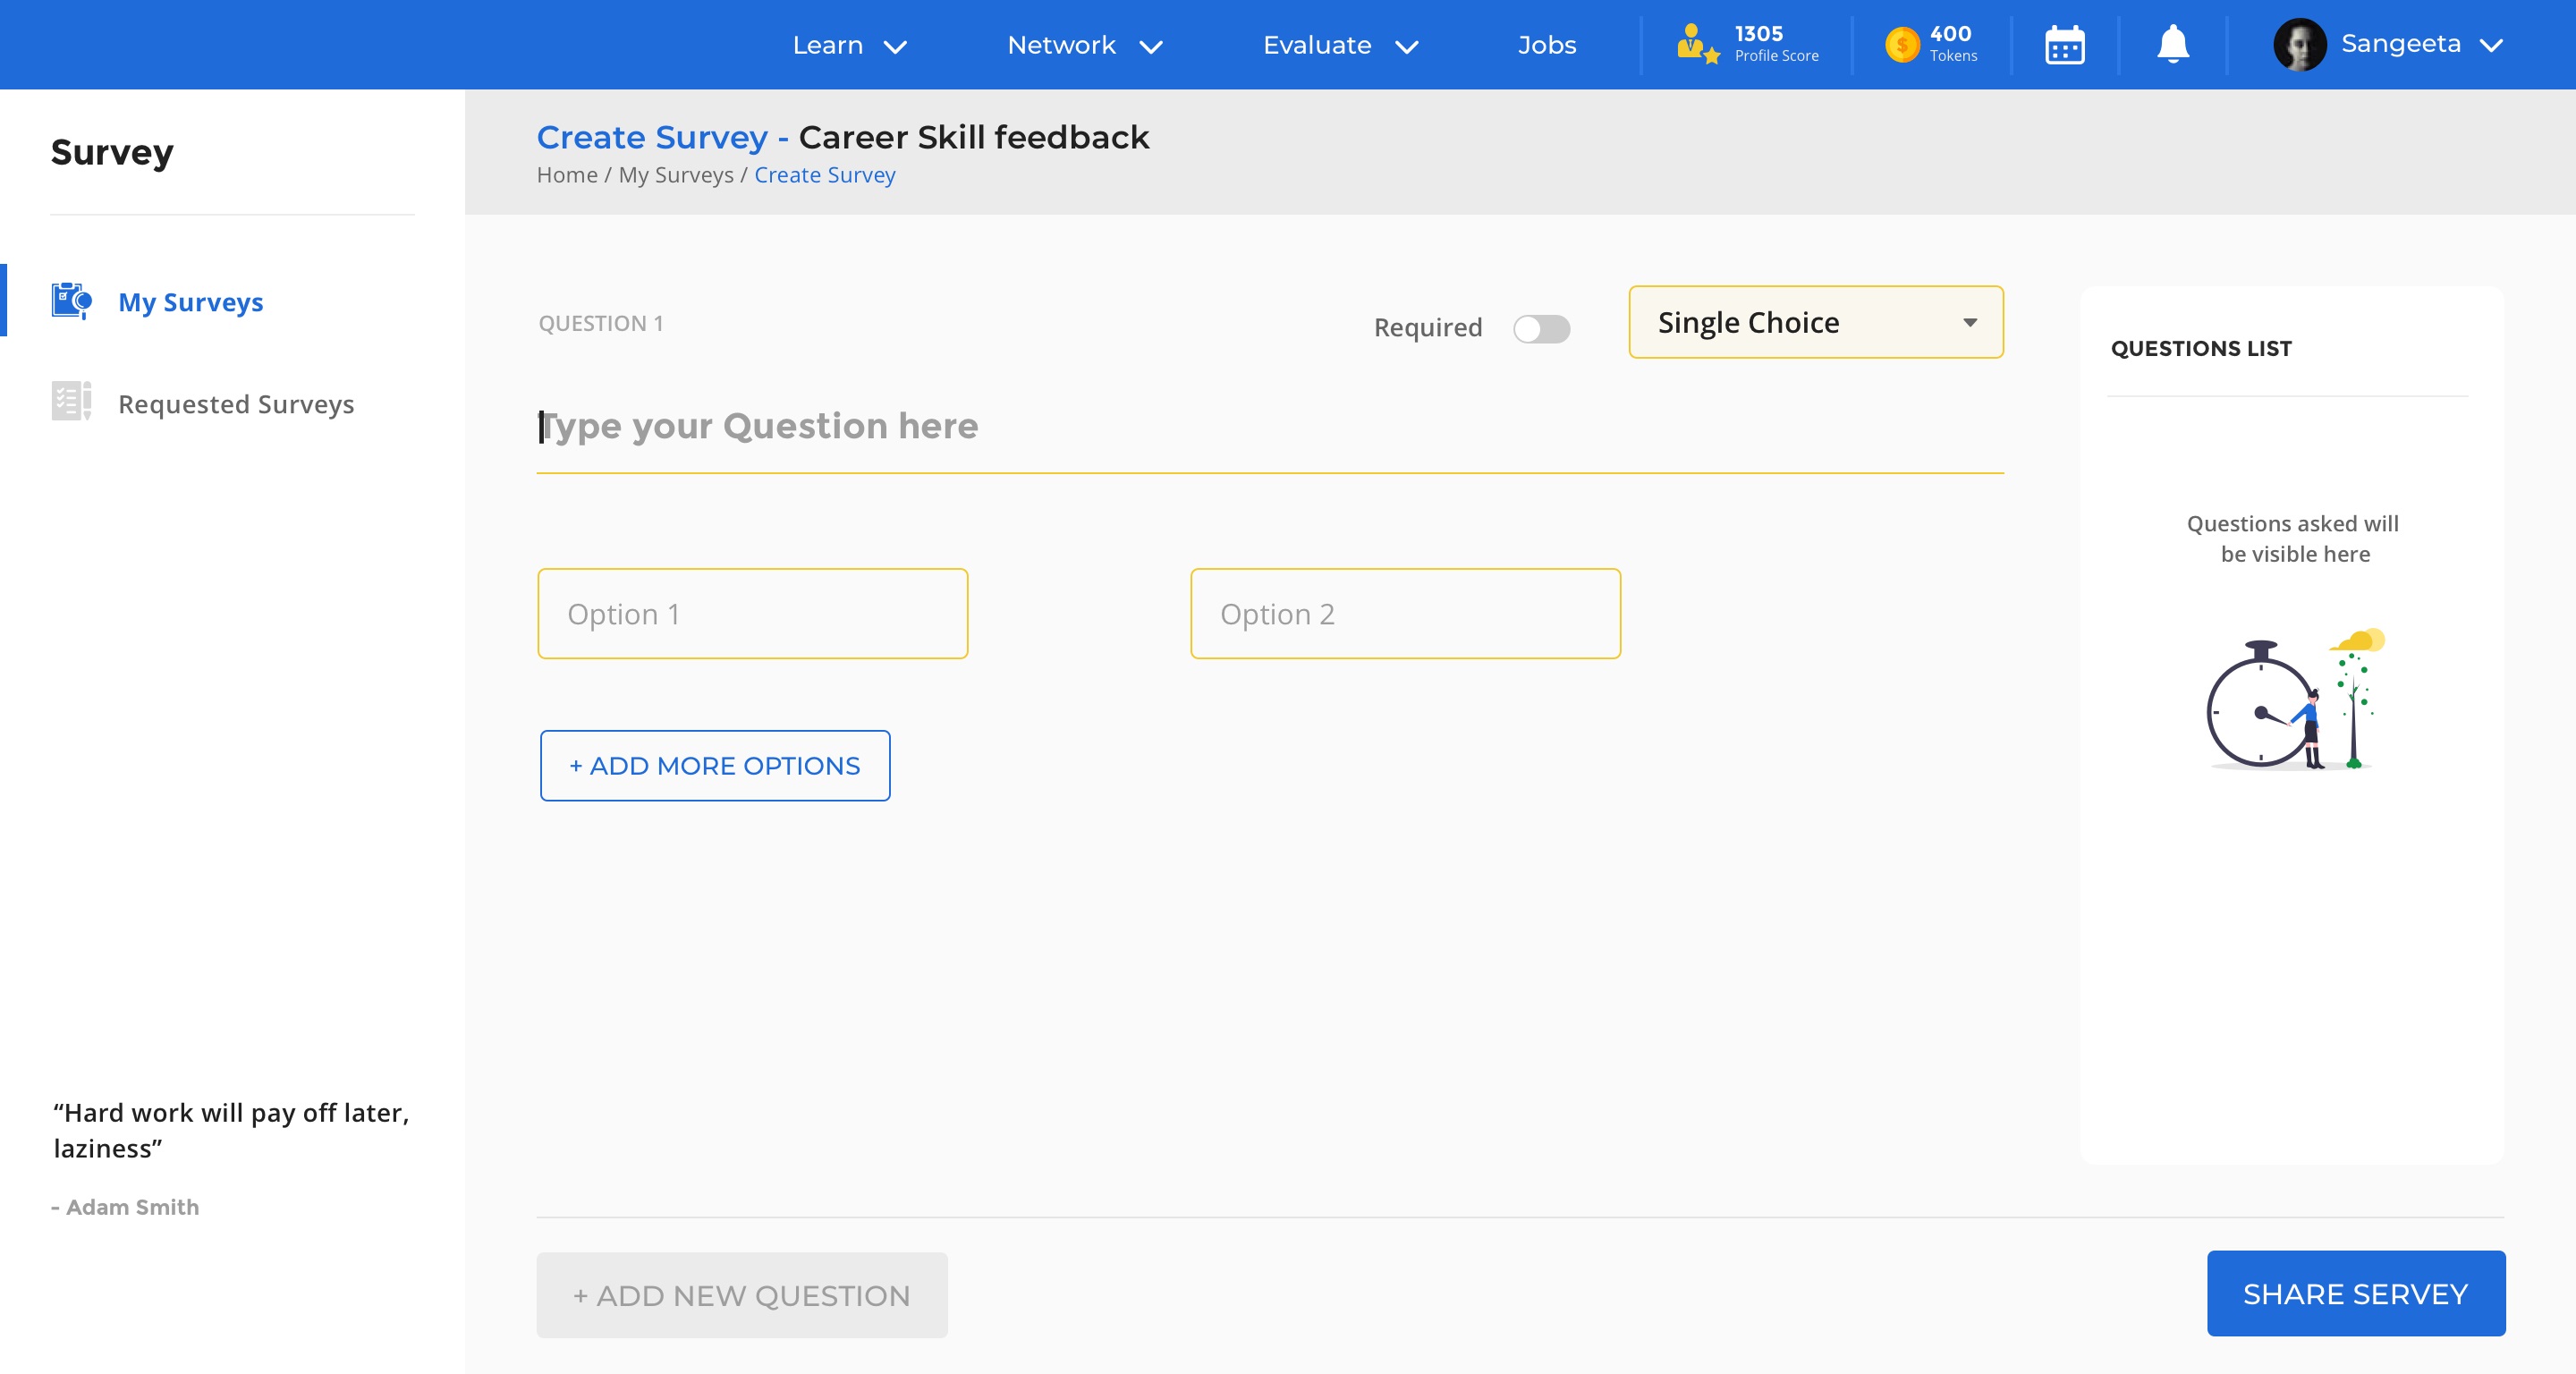 Learn
Network
Evaluate
Jobs
1305
Profile Score
400
Tokens
Sangeeta
Survey
My Surveys
Requested Surveys
“Hard work will pay off later,
laziness”
- Adam Smith
Create Survey - Career Skill feedback
Home / My Surveys / Create Survey
QUESTION 1
Required
Single Choice
Type your Question here
Option 1
Option 2
+ ADD MORE OPTIONS
QUESTIONS LIST
Questions asked will
be visible here
+ ADD NEW QUESTION
SHARE SERVEY